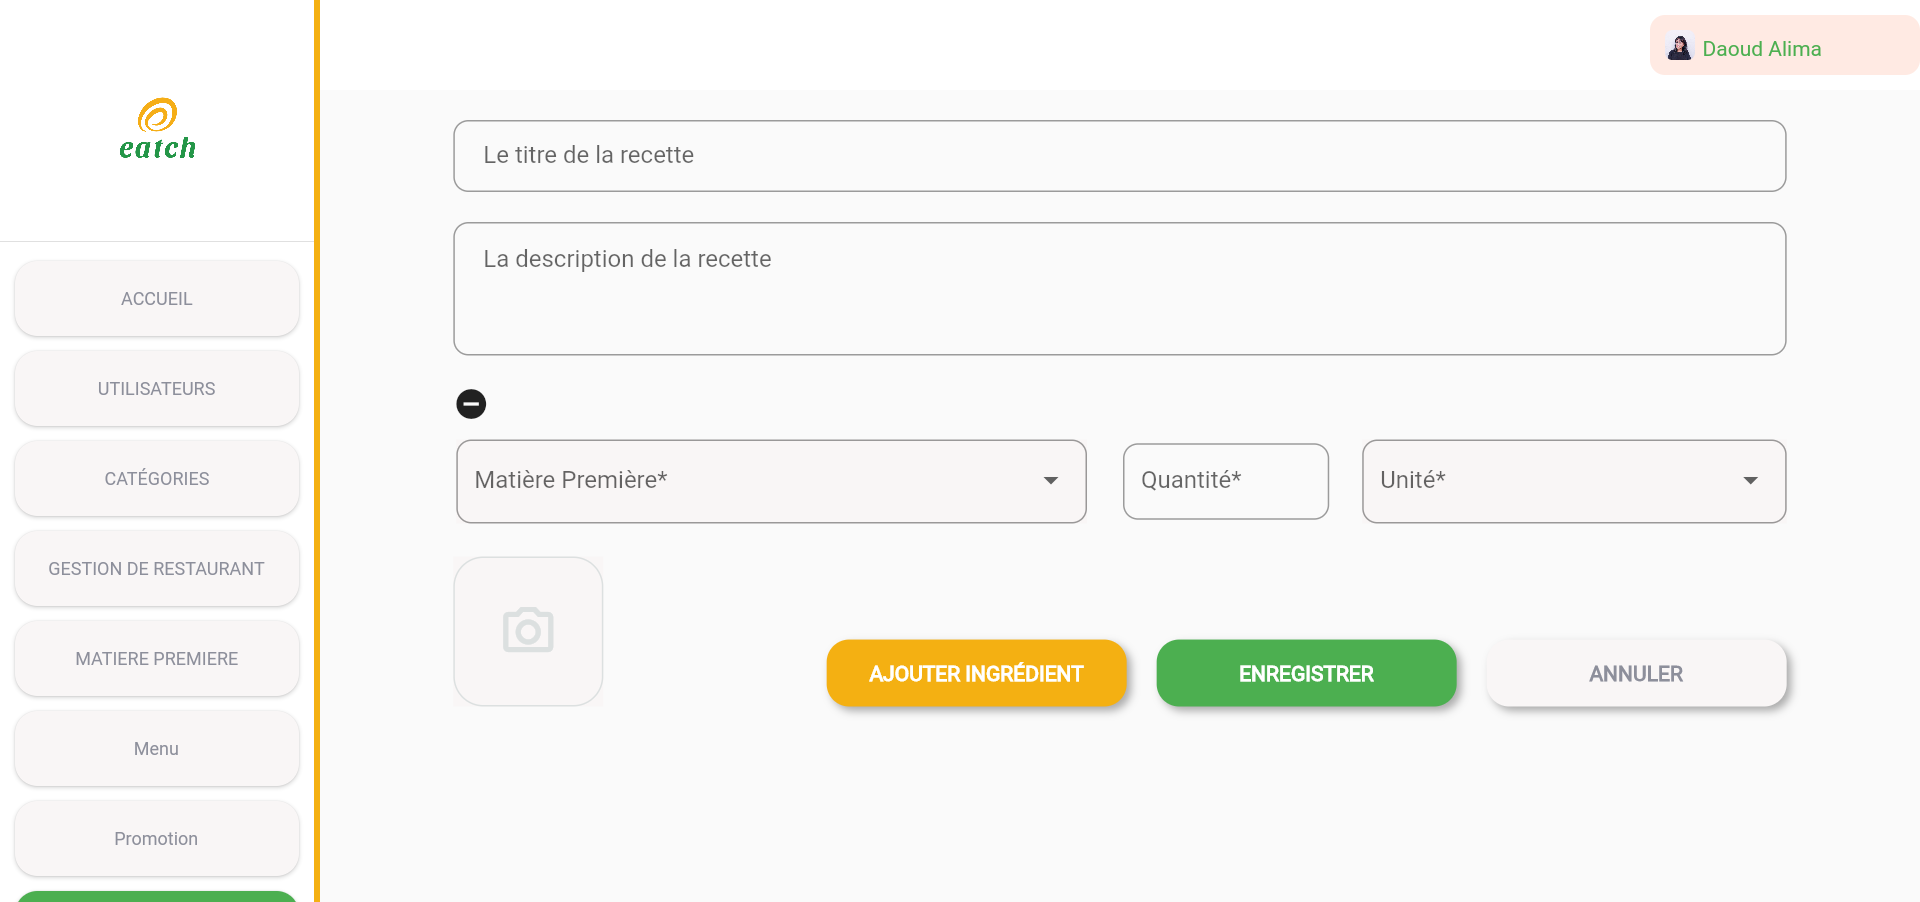 Daoud Alima
eatch
Le titre de la recette
La description de la recette
Matière Première*
Quantité*
Unité*
AJOUTER INGRÉDIENT
ENREGISTRER
ANNULER
ACCUEIL
UTILISATEURS
CATÉGORIES
GESTION DE RESTAURANT
MATIERE PREMIERE
Menu
Promotion